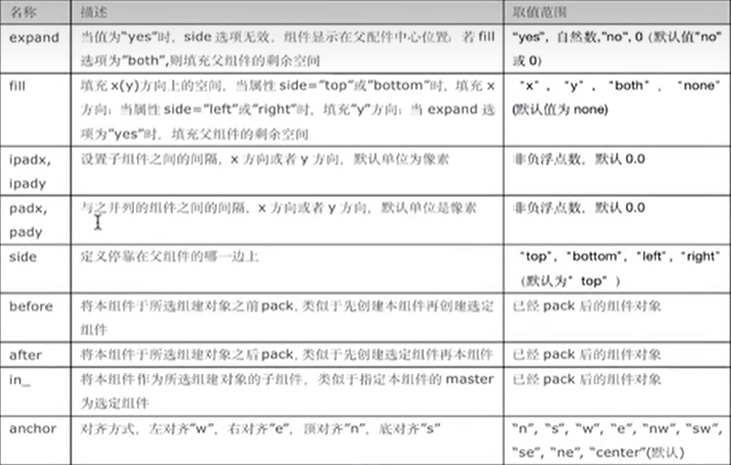 名称 描述 取值范围
expand 当值为"yes"时, side 选项无效, 组件显示在父配件中心位置; 若 fill "yes", 自然数,"no", 0 (默认值"no"
选项为"both",则填充父组件的剩余空间 或 0)
fill 填充 x(y)方向上的空间, 当属性 side="top"或"bottom"时, 填充 x "x" , "y" , "both" , "none"
方向; 当属性 side="left"或"right"时, 填充"y"方向; 当 expand 选 (默认值为 none)
项为"yes"时, 填充父组件的剩余空间
ipadx, 设置子组件之间的间隔, x 方向或者 y 方向, 默认单位为像素 非负浮点数, 默认 0.0
ipady
padx, 与之并列的组件之间的间隔, x 方向或者 y 方向, 默认单位是像素 非负浮点数, 默认 0.0
pady
side 定义停靠在父组件的哪一边上 "top", "bottom", "left", "right"
(默认为" top" )
before 将本组件于所选组建对象之前 pack, 类似于先创建本组件再创建选定 已经 pack 后的组件对象
组件
after 将本组件于所选组建对象之后 pack, 类似于先创建选定组件再本组件 已经 pack 后的组件对象
in_ 将本组件作为所选组建对象的子组件, 类似于指定本组件的 master 已经 pack 后的组件对象
为选定组件
anchor 对齐方式, 左对齐"w", 右对齐"e", 顶对齐"n", 底对齐"s" "n", "s", "w", "e", "nw", "sw",
"se", "ne", "center"(默认)